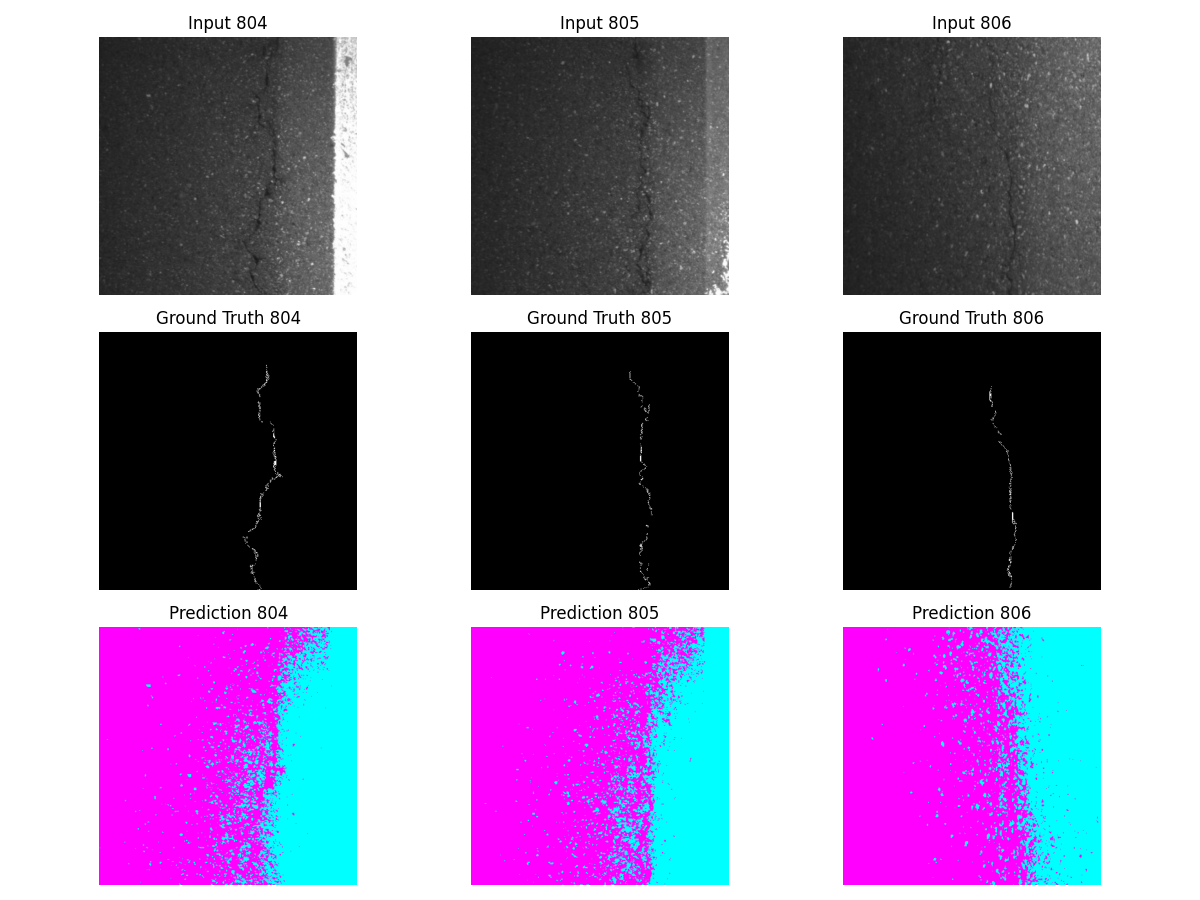 Input 804
Input 805
Input 806
Ground Truth 804
Ground Truth 805
Ground Truth 806
Prediction 804
Prediction 805
Prediction 806